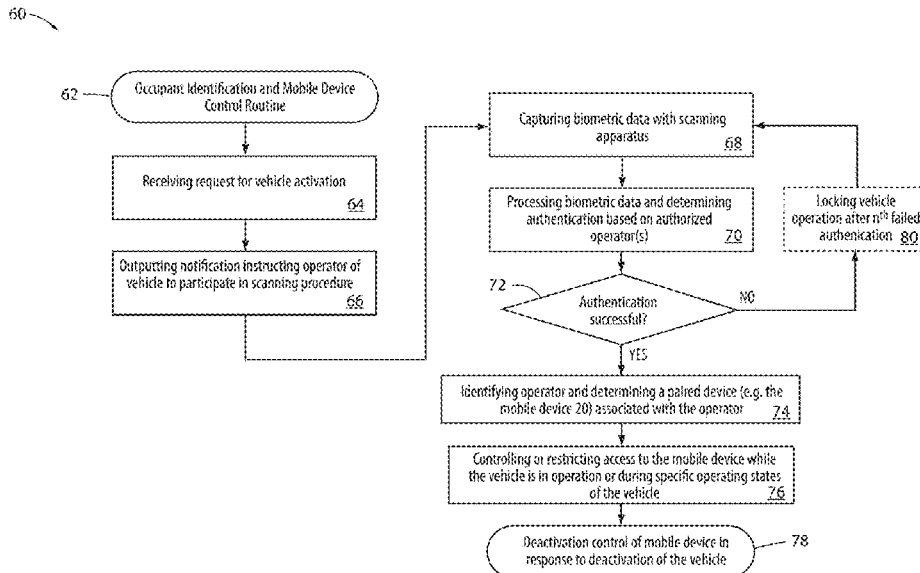 60
62
Occupant Identification and Mobile Device
Control Routine
Receiving request for vehicle activation
64
Outputting notification instructing operator of
vehicle to participate in scanning procedure
66
Capturing biometric data with scanning
apparatus
68
Processing biometric data and determining
authentication based on authorized
operator(s)
70
72
Authentication
successful?
NO
YES
Locking vehicle
operation after nth failed
authenication 80
Identifying operator and determining a paired device (e.g. the
mobile device 20) associated with the operator
74
Controlling or restricting access to the mobile device while
the vehicle is in operation or during specific operating states
of the vehicle
76
Deactivation control of mobile device in
response to deactivation of the vehicle
78